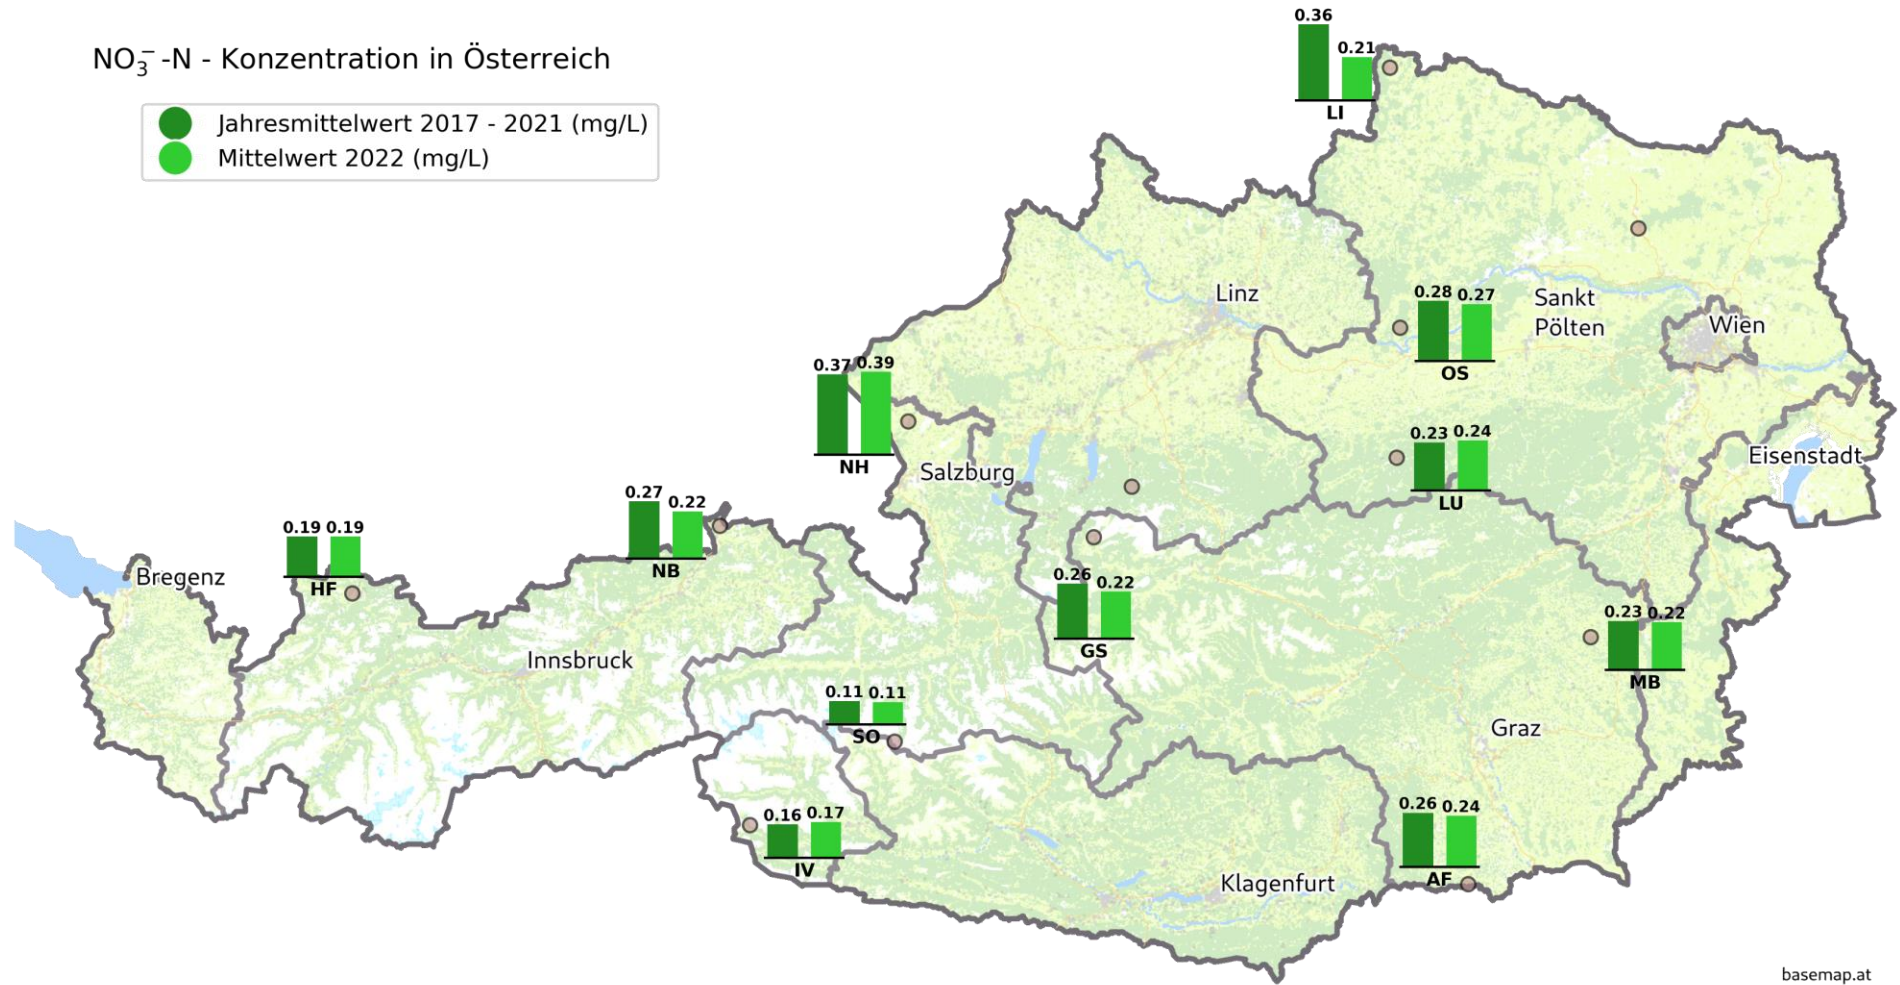 NO₃⁻-N - Konzentration in Österreich
Jahresmittelwert 2017 - 2021 (mg/L)
Mittelwert 2022 (mg/L)
0.36
0.21
LI
Linz
0.28 0.27
OS
Sankt
Pölten
Wien
0.37 0.39
NH
Salzburg
0.23 0.24
LU
Eisenstadt
0.27 0.22
NB
0.19 0.19
HF
Bregenz
0.26 0.22
GS
0.23 0.22
MB
Innsbruck
0.11 0.11
SO
Graz
0.16 0.17
IV
0.26 0.24
AF
Klagenfurt
basemap.at